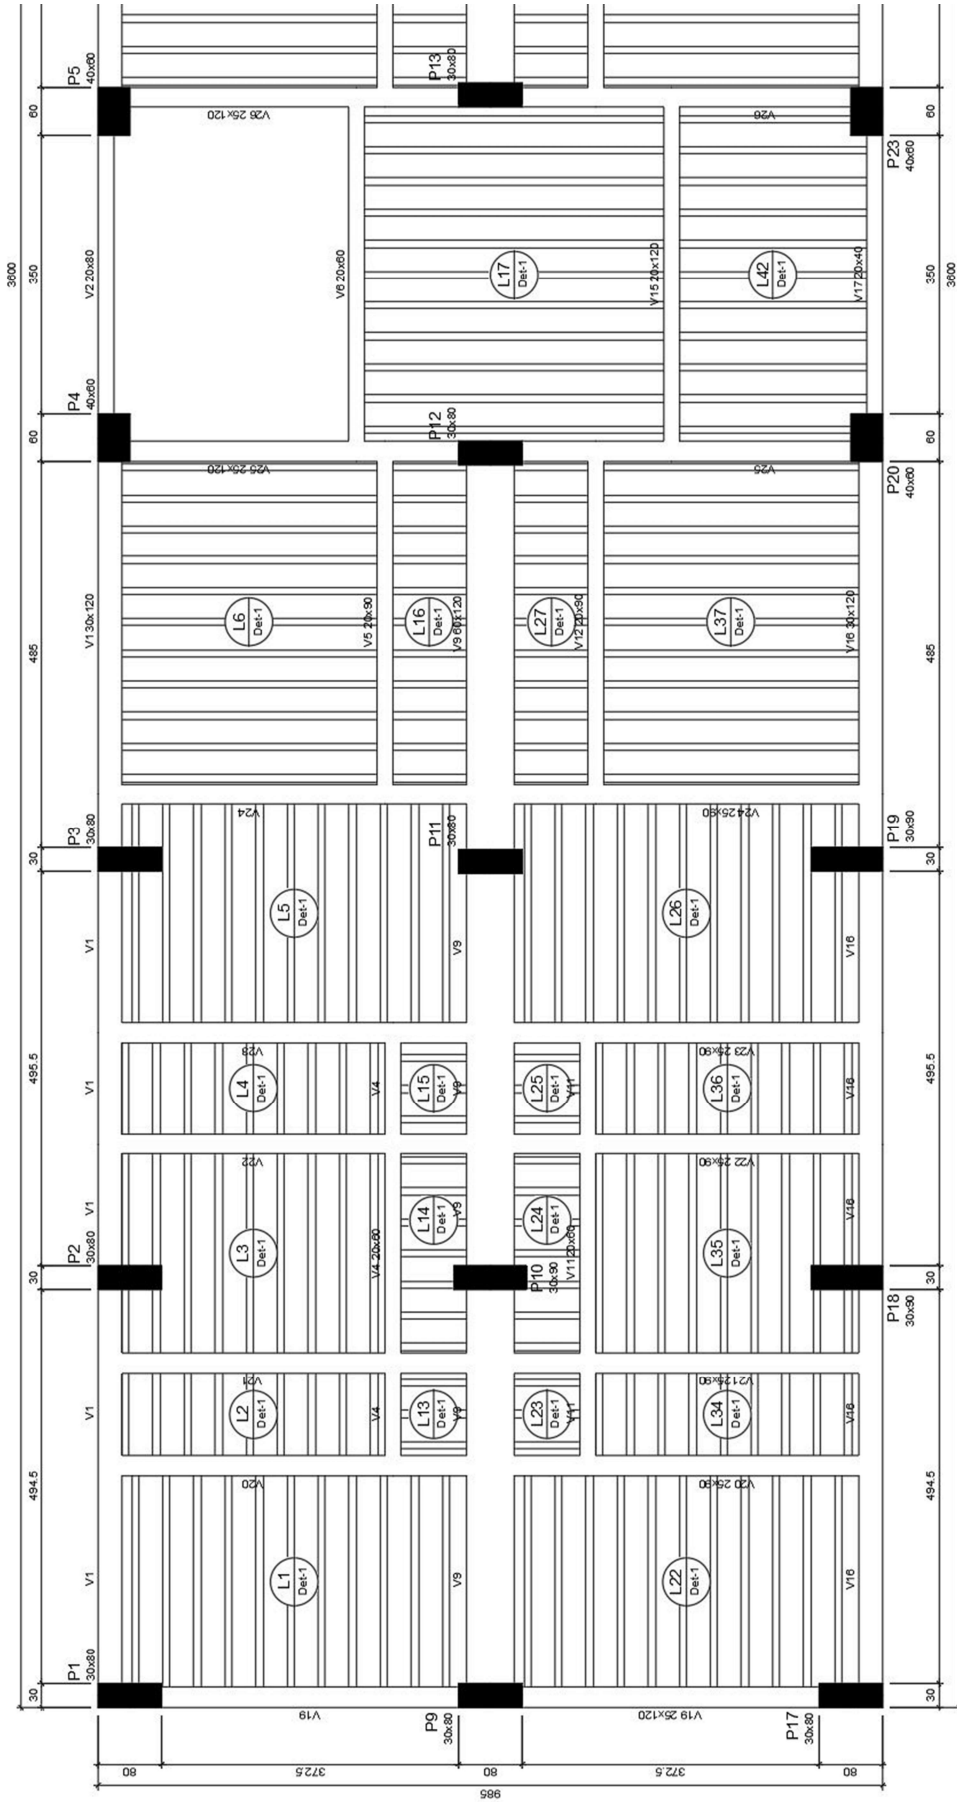 3600
60
350
60
485
30
495.5
30
494.5
30
P5
40x60
V2 20x80
P4
40x60
V1 30x120
P3
30x80
V1
V1
V1
P2
30x80
V1
V1
P1
30x80
P13
30x80
V26 25x120
V26
V6 20x60
L17
Det-1
V15 20x120
L42
Det-1
V17 20x40
P23
40x60
P12
30x80
V25 25x120
V25
P20
40x60
L6
Det-1
V5 20x90
L16
Det-1
V9 60x120
L27
Det-1
V12 20x90
L37
Det-1
V16 30x120
V24
V24 25x90
P11
30x80
P19
30x90
L5
Det-1
V9
L26
Det-1
V16
V23
V23 25x90
L4
Det-1
V4
L15
Det-1
V9
L25
Det-1
V11
L36
Det-1
V16
V22
V22 25x90
L3
Det-1
V4 20x60
L14
Det-1
V9
L24
Det-1
V11 20x60
P10
30x90
L35
Det-1
V16
P18
30x90
V21
V21 25x90
L2
Det-1
V4
L13
Det-1
V9
L23
Det-1
V11
L34
Det-1
V16
V20
V20 25x90
L1
Det-1
V9
L22
Det-1
V16
V19
P9
30x80
V19 25x120
P17
30x80
60
350
60
485
30
495.5
30
494.5
30
3600
80
372.5
80
372.5
80
985